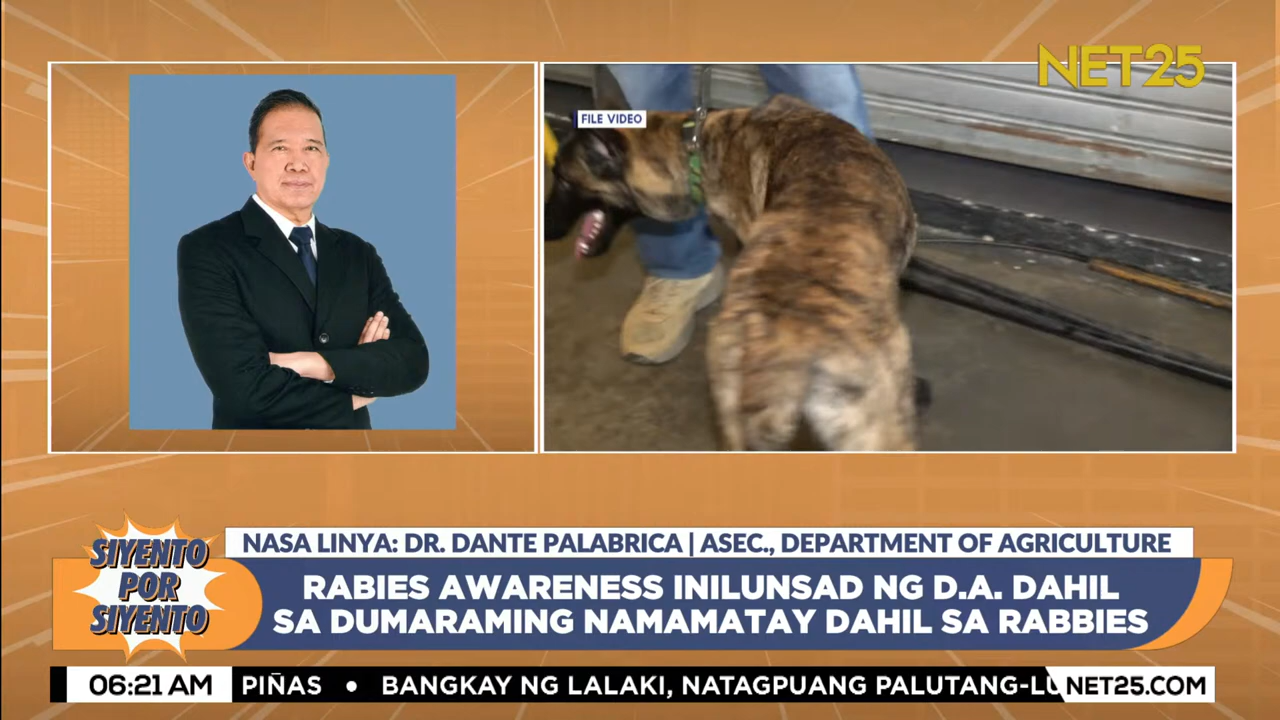 NET25
FILE VIDEO
NASA LINYA: DR. DANTE PALABRICA | ASEC., DEPARTMENT OF AGRICULTURE
SIYENTO
POR
SIYENTO
RABIES AWARENESS INILUNSAD NG D.A. DAHIL
SA DUMARAMING NAMAMATAY DAHIL SA RABBIES
06:21 AM
PIÑAS • BANGKAY NG LALAKI, NATAGPUANG PALUTANG-LU
NET25.COM